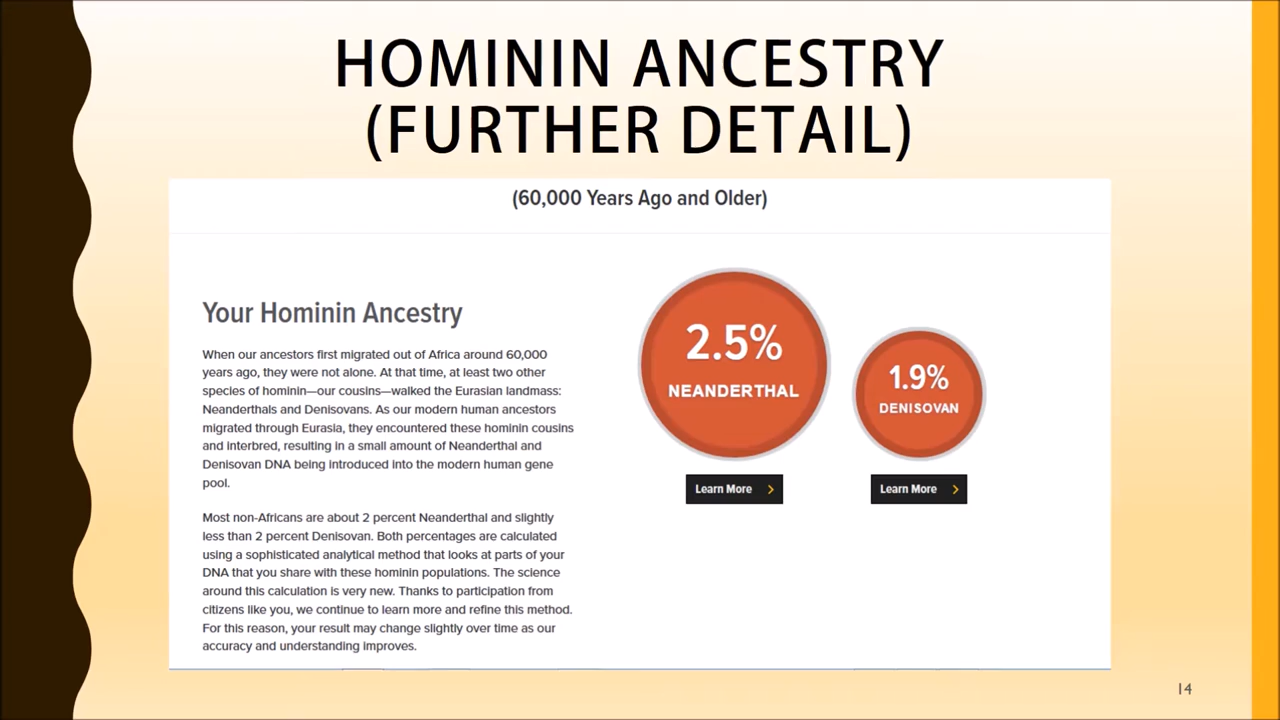 HOMININ ANCESTRY
(FURTHER DETAIL)
(60,000 Years Ago and Older)
Your Hominin Ancestry
When our ancestors first migrated out of Africa around 60,000
years ago, they were not alone. At that time, at least two other
species of hominin—our cousins—walked the Eurasian landmass:
Neanderthals and Denisovans. As our modern human ancestors
migrated through Eurasia, they encountered these hominin cousins
and interbred, resulting in a small amount of Neanderthal and
Denisovan DNA being introduced into the modern human gene
pool.
Most non-Africans are about 2 percent Neanderthal and slightly
less than 2 percent Denisovan. Both percentages are calculated
using a sophisticated analytical method that looks at parts of your
DNA that you share with these hominin populations. The science
around this calculation is very new. Thanks to participation from
citizens like you, we continue to learn more and refine this method.
For this reason, your result may change slightly over time as our
accuracy and understanding improves.
2.5%
NEANDERTHAL
Learn More
1.9%
DENISOVAN
Learn More
14